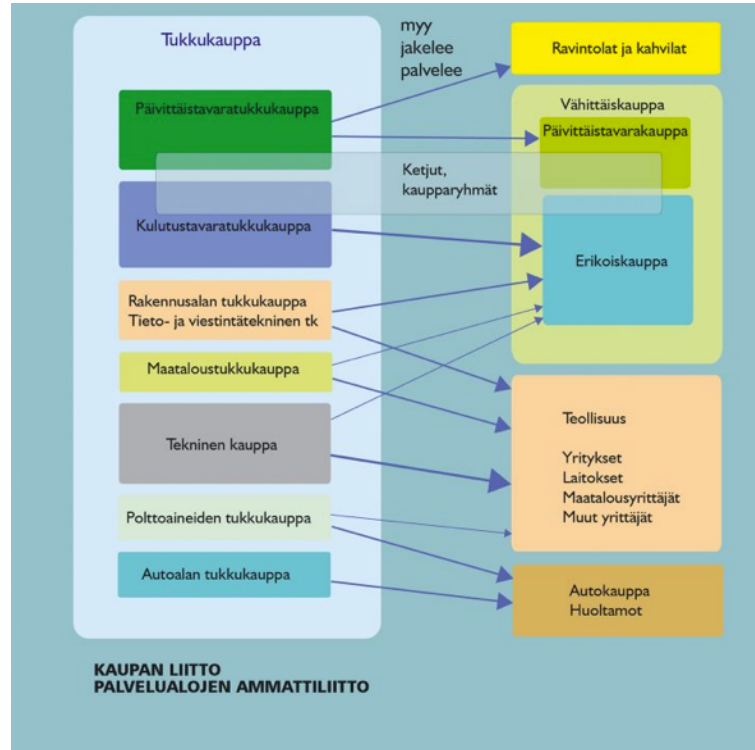 Tukkukauppa
myy
jakelee
palvelee
Ravintolat ja kahvilat
Päivittäistavaratukkukauppa
Vähittäiskauppa
Päivittäistavarakauppa
Ketjut,
kaupparyhmät
Kulutustavaratukkukauppa
Erikoiskauppa
Rakennusalan tukkukauppa
Tieto- ja viestintätekninen tk
Maataloustukkukauppa
Tekninen kauppa
Teollisuus
Yritykset
Laitokset
Maatalousyrittäjät
Muut yrittäjät
Polttoaineiden tukkukauppa
Autoalan tukkukauppa
Autokauppa
Huoltamot
KAUPAN LIITTO
PALVELUALOJEN AMMATTILIITTO